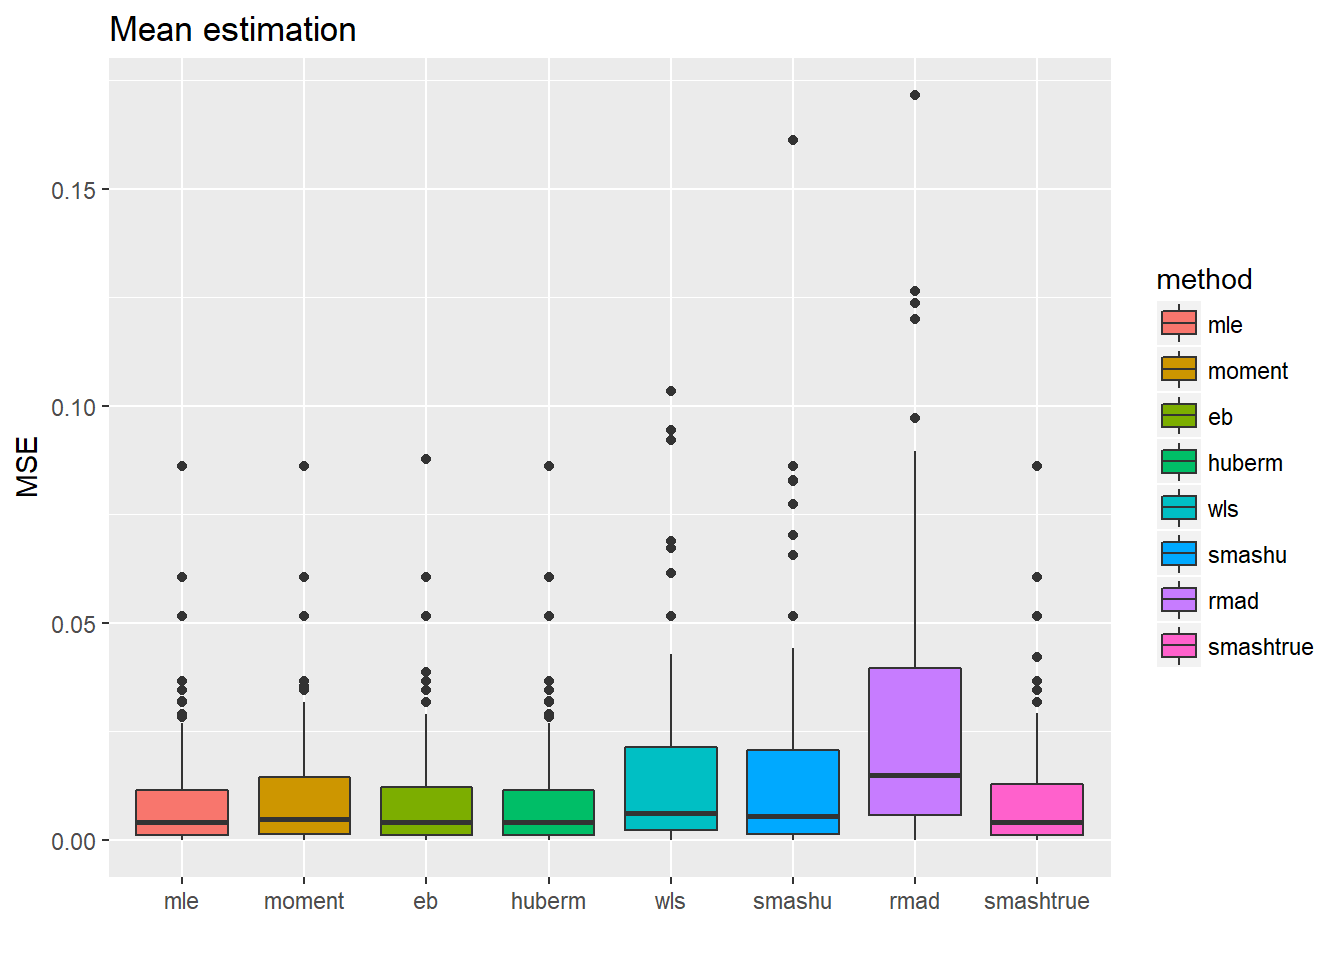 Mean estimation
MSE
0.15
0.10
0.05
0.00
mle
moment
eb
huberm
wls
smashu
rmad
smashtrue
method
mle
moment
eb
huberm
wls
smashu
rmad
smashtrue